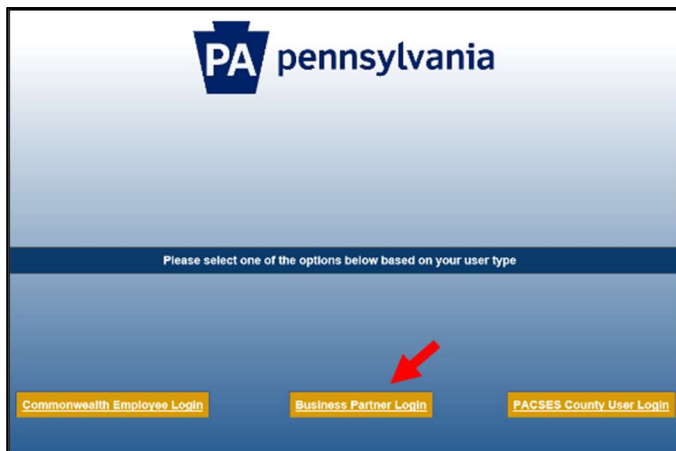 PA pennsylvania
Please select one of the options below based on your user type
Commonwealth Employee Login
Business Partner Login
PACSES County User Login